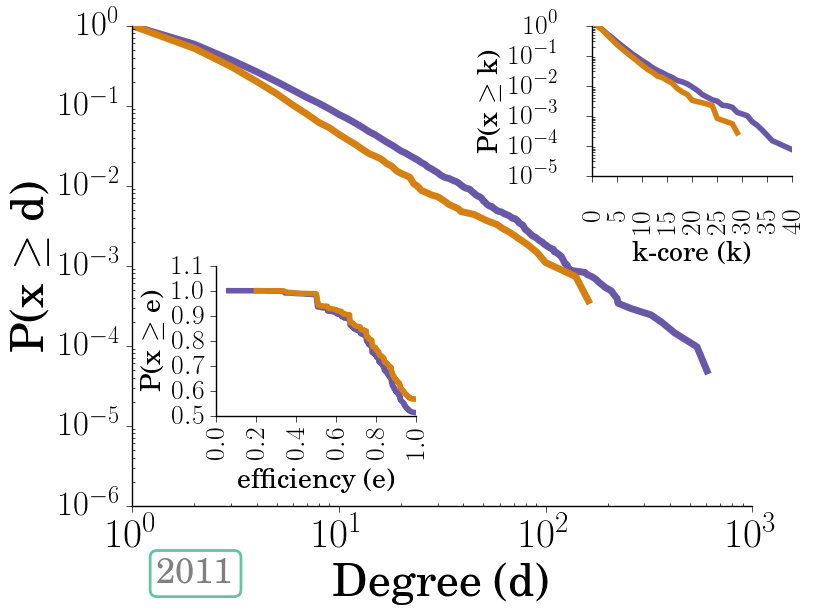 10^0
10^-1
10^-2
10^-3
10^-4
10^-5
10^-6
P(x ≥ d)
10^0 10^1 10^2 10^3
Degree (d)
2011
10^0
10^-1
10^-2
10^-3
10^-4
10^-5
P(x ≥ k)
0 5 10 15 20 25 30 35 40
k-core (k)
1.1
1.0
0.9
0.8
0.7
0.6
0.5
P(x ≥ e)
0.0 0.2 0.4 0.6 0.8 1.0
efficiency (e)